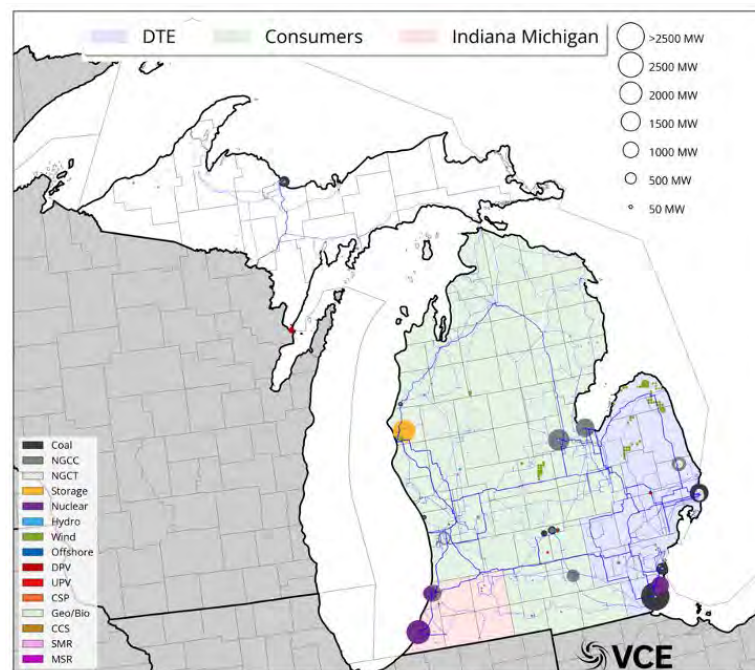 DTE
Consumers
Indiana Michigan
>2500 MW
2500 MW
2000 MW
1500 MW
1000 MW
500 MW
50 MW
Coal
NGCC
NGCT
Storage
Nuclear
Hydro
Wind
Offshore
DPV
UPV
CSP
Geo/Bio
CCS
SMR
MSR
VCE